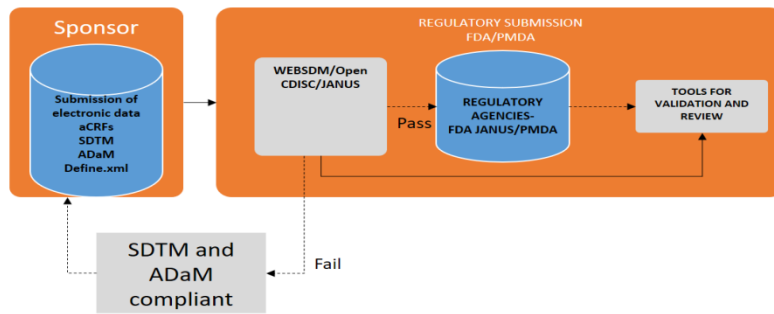 Sponsor
Submission of
electronic data
aCRFs
SDTM
ADaM
Define.xml
REGULATORY SUBMISSION
FDA/PMDA
WEBSDM/Open
CDISC/JANUS
Pass
REGULATORY
AGENCIES-
FDA JANUS/PMDA
TOOLS FOR
VALIDATION AND
REVIEW
Fail
SDTM and
ADaM
compliant